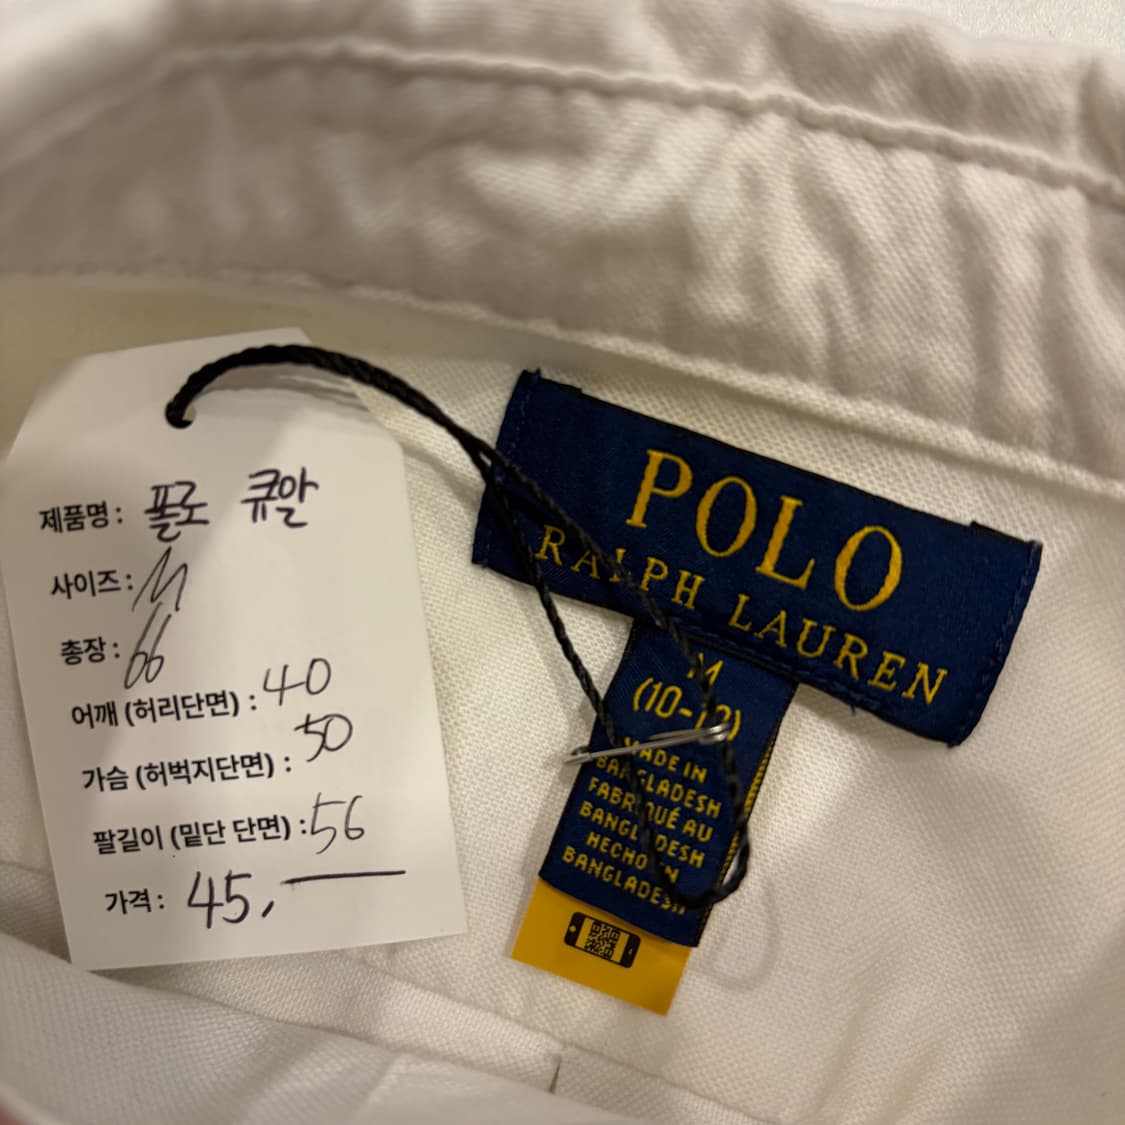 제품명: 폴로 큐알
사이즈: M
총장: 66
어깨 (허리단면) : 40
가슴 (허벅지단면) : 50
팔길이 (밑단 단면) : 56
가격: 45,
POLO
RALPH LAUREN
M
(10-12)
MADE IN
BANGLADESH
FABRIQUÉ AU
BANGLADESH
HECHO EN
BANGLADESH